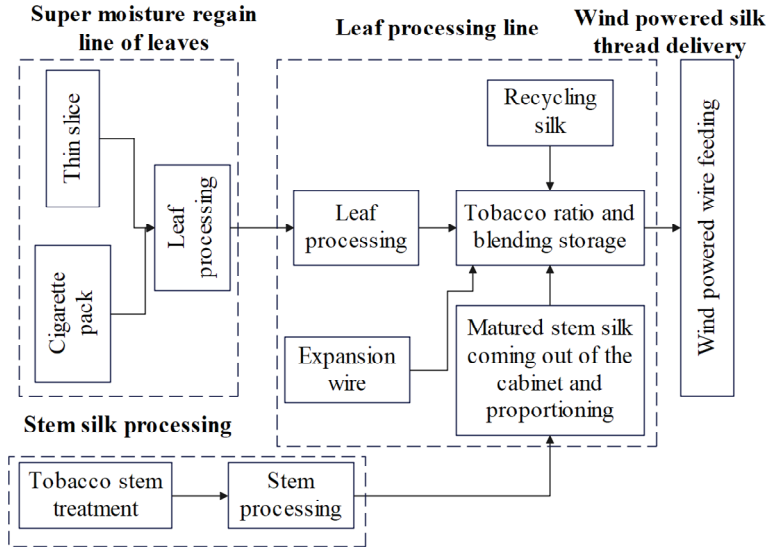 Super moisture regain
line of leaves
Thin slice
Cigarette
pack
Leaf
processing
Leaf processing line
Recycling
silk
Leaf
processing
Tobacco ratio and
blending storage
Expansion
wire
Matured stem silk
coming out of the
cabinet and
proportioning
Wind powered silk
thread delivery
Wind powered wire feeding
Stem silk processing
Tobacco stem
treatment
Stem
processing